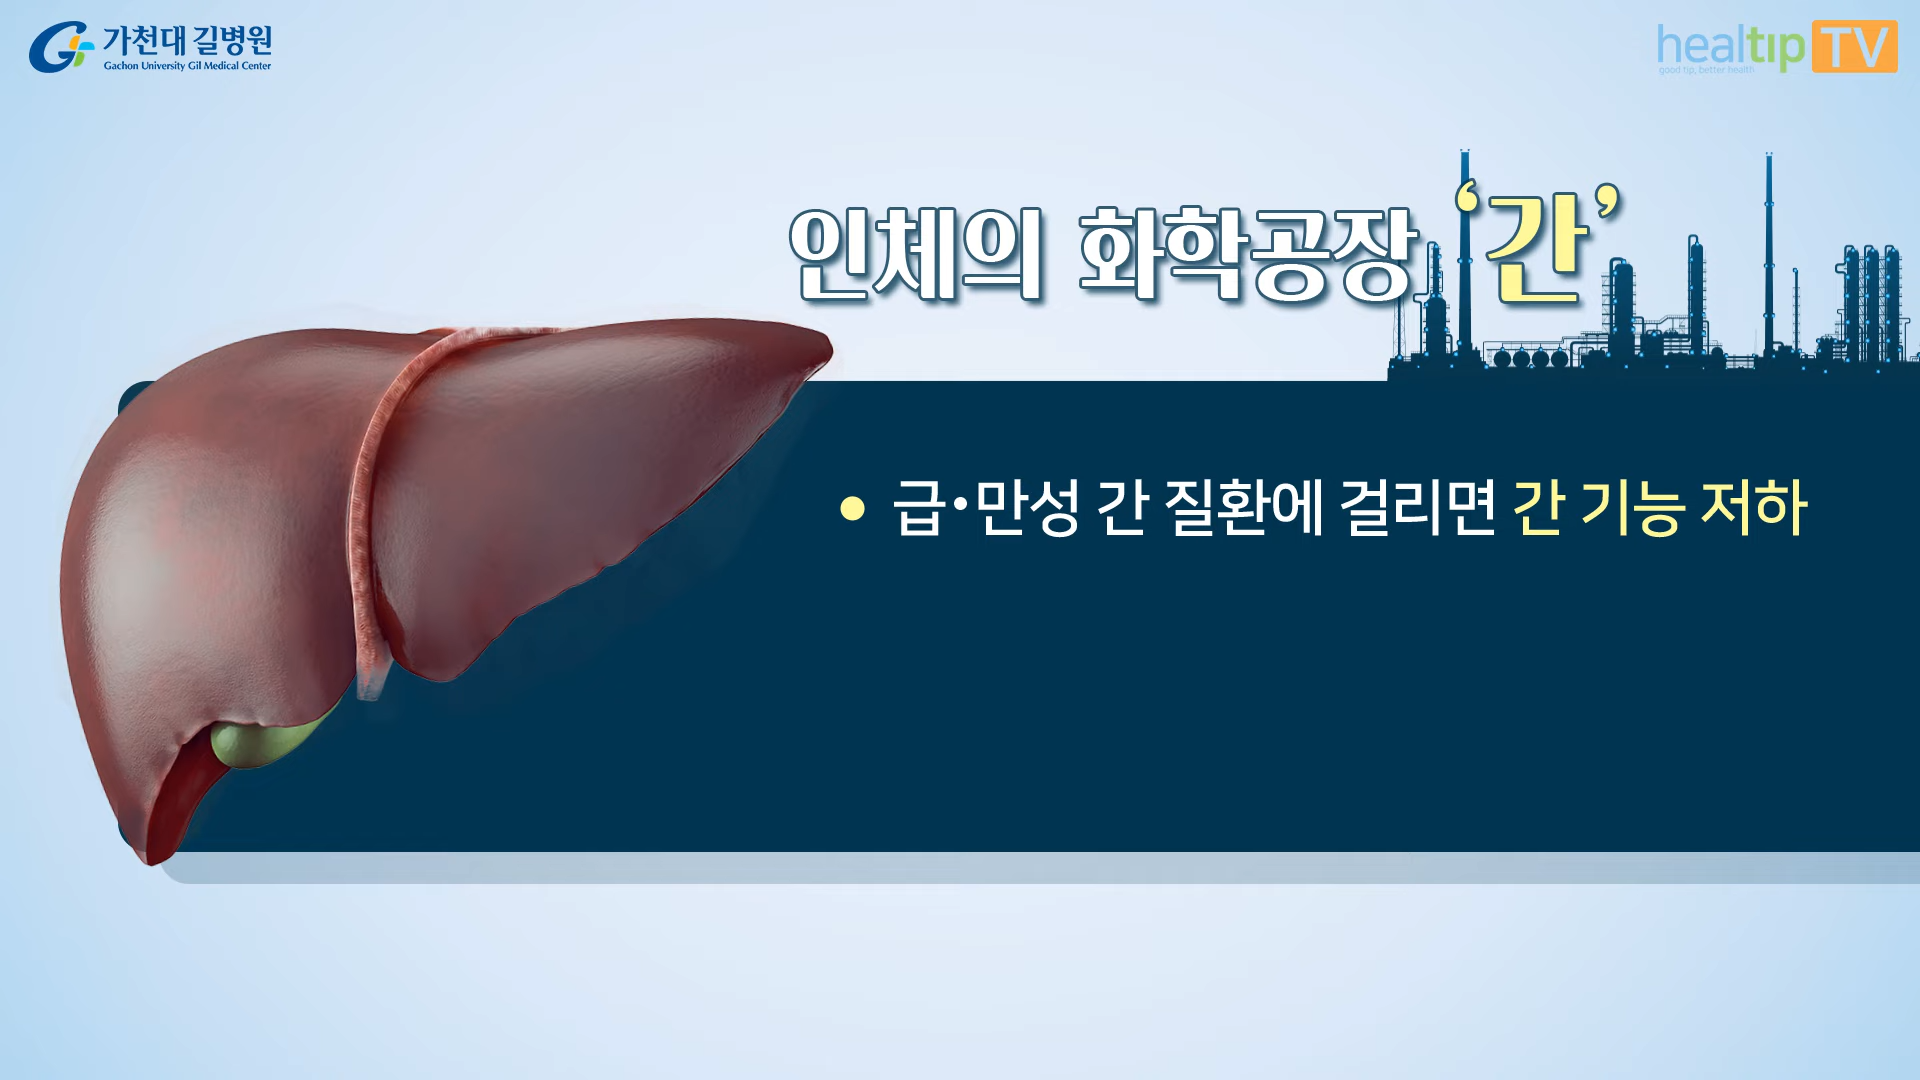 가천대 길병원
Gachon University Gil Medical Center
healtip TV
good tip, better health
인체의 화학공장 ‘간’
• 급·만성 간 질환에 걸리면 간 기능 저하